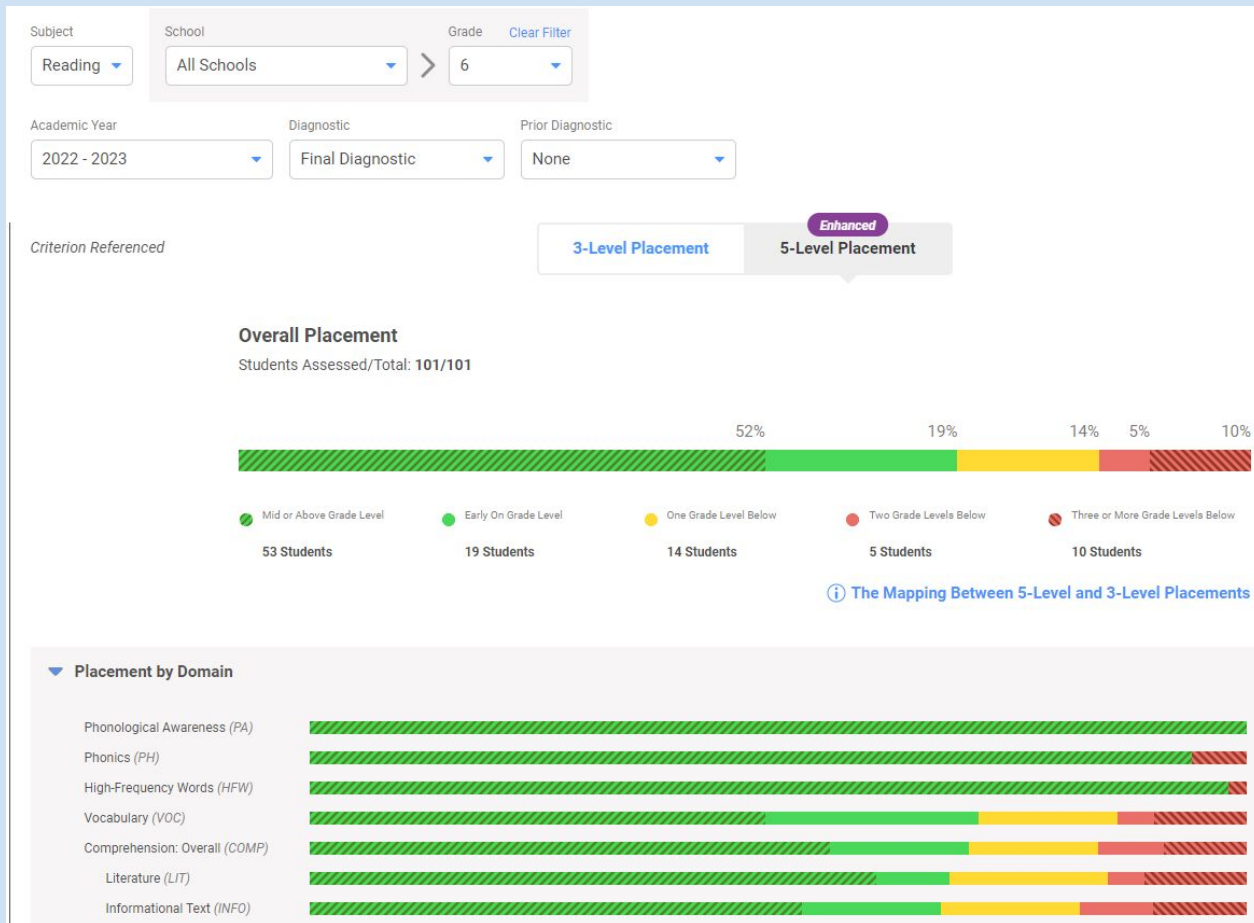 Subject School Grade Clear Filter
Reading All Schools 6
Academic Year Diagnostic Prior Diagnostic
2022 - 2023 Final Diagnostic None
Enhanced
Criterion Referenced 3-Level Placement 5-Level Placement
Overall Placement
Students Assessed/Total: 101/101
52% 19% 14% 5% 10%
Mid or Above Grade Level Early On Grade Level One Grade Level Below Two Grade Levels Below Three or More Grade Levels Below
53 Students 19 Students 14 Students 5 Students 10 Students
The Mapping Between 5-Level and 3-Level Placements
Placement by Domain
Phonological Awareness (PA)
Phonics (PH)
High-Frequency Words (HFW)
Vocabulary (VOC)
Comprehension: Overall (COMP)
Literature (LIT)
Informational Text (INFO)